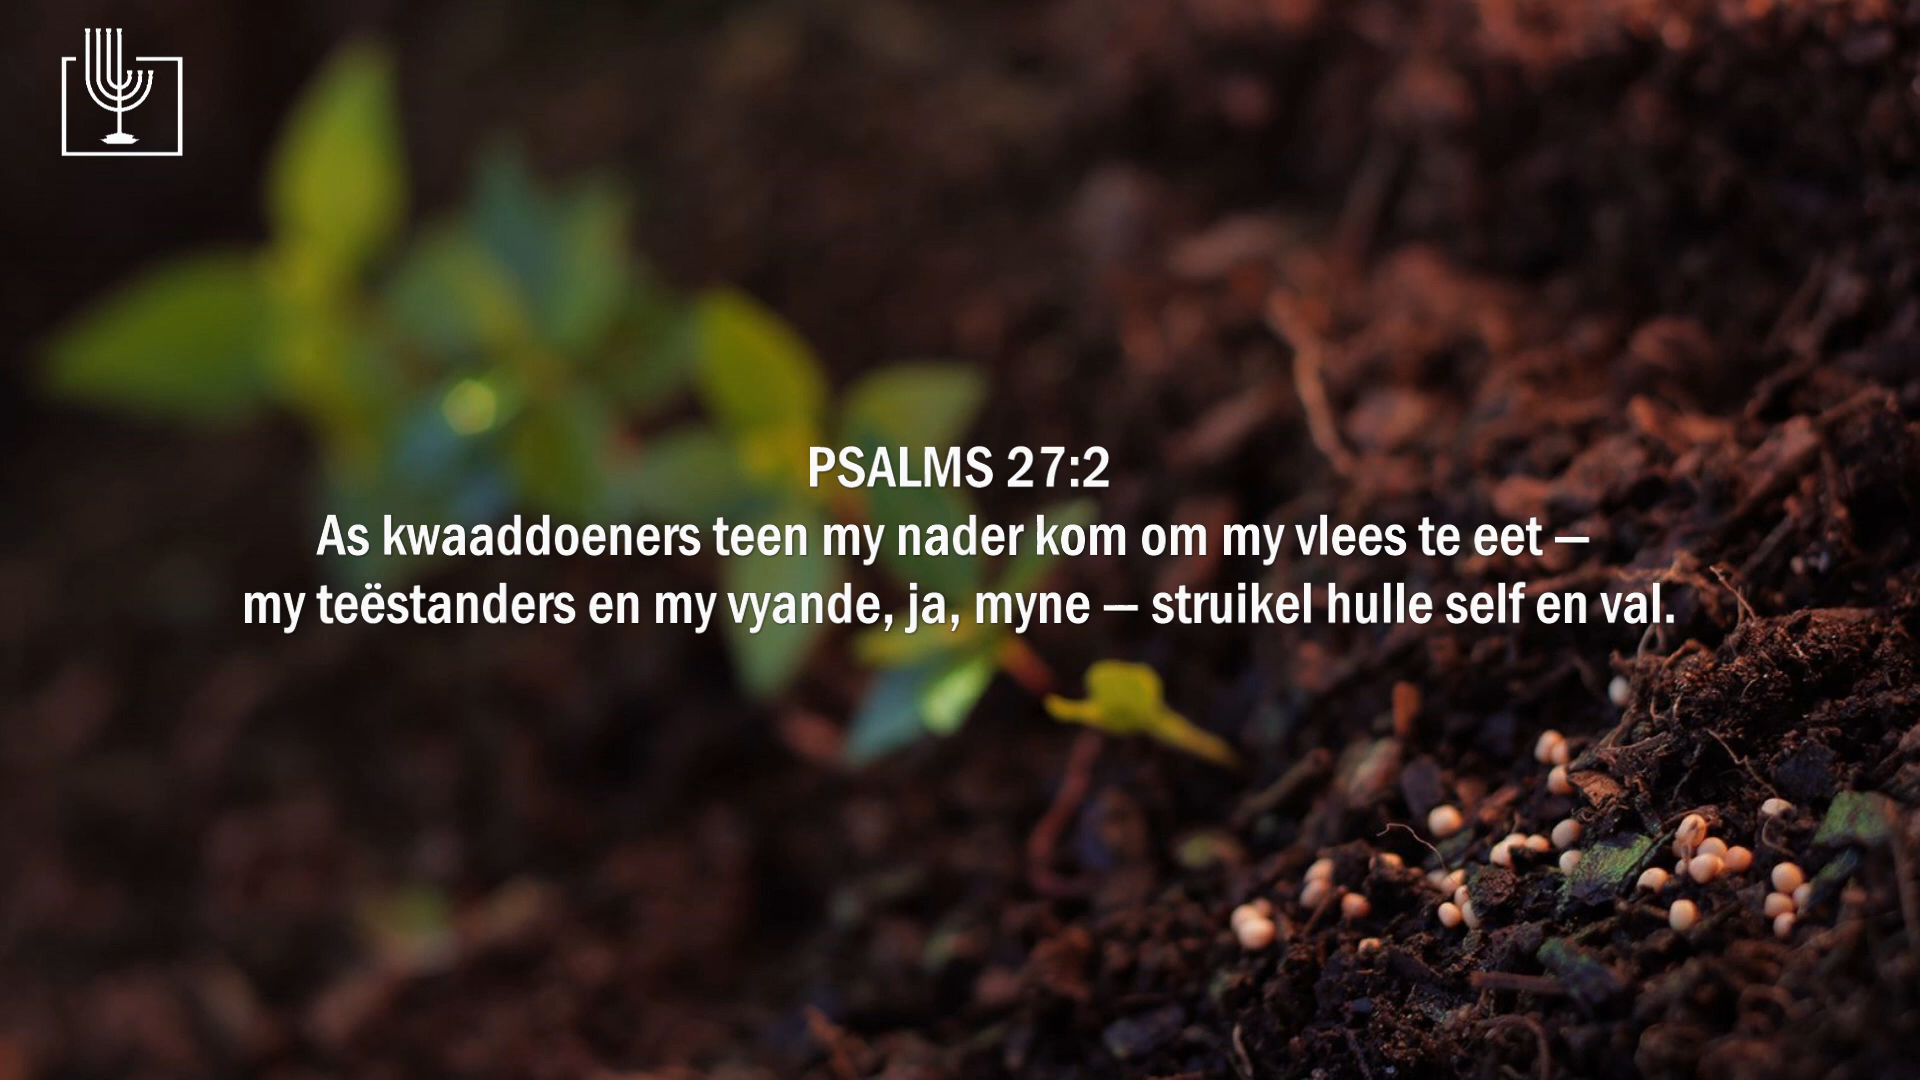 PSALMS 27:2
As kwaaddoeners teen my nader kom om my vlees te eet —
my teëstanders en my vyande, ja, myne — struikel hulle self en val.